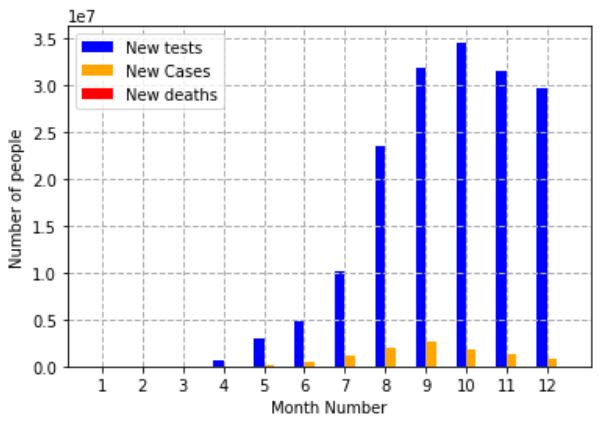 1e7
3.5
3.0
2.5
2.0
1.5
1.0
0.5
0.0
New tests
New Cases
New deaths
Number of people
1 2 3 4 5 6 7 8 9 10 11 12
Month Number